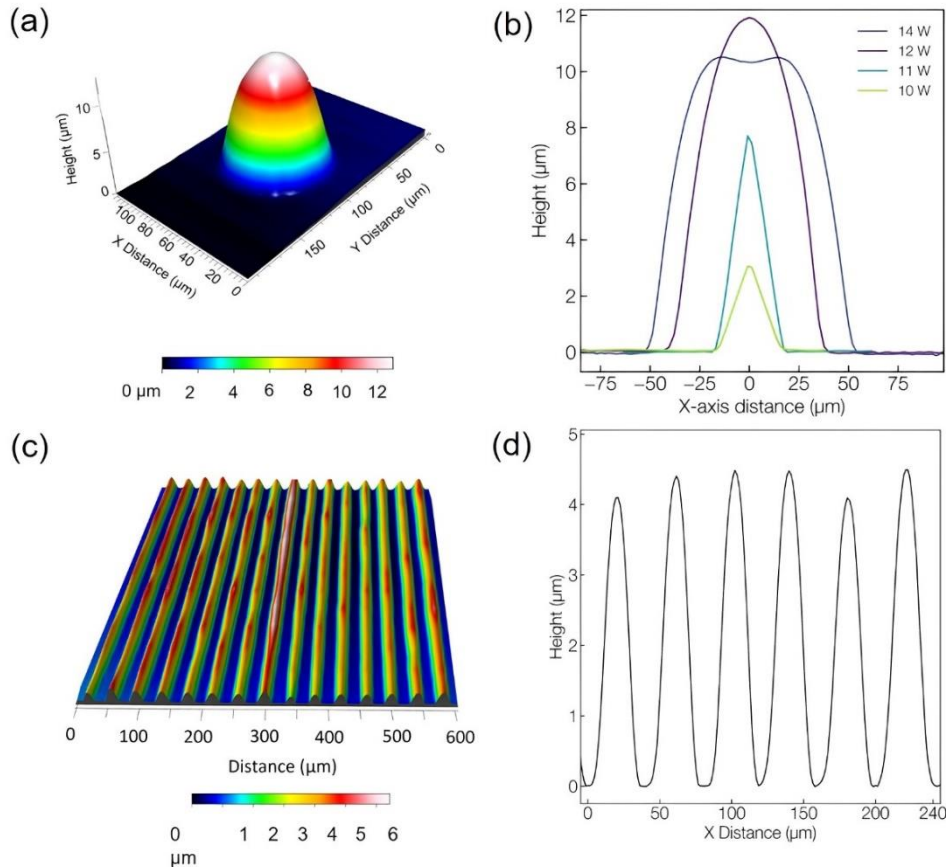 (a)
Height (µm)
10
5
0
100
80
60
40
20
0
X Distance (µm)
150
100
50
0
Y Distance (µm)
0 µm 2 4 6 8 10 12
(b)
12
10
8
6
4
2
0
Height (µm)
14 W
12 W
11 W
10 W
−75 −50 −25 0 25 50 75
X-axis distance (µm)
(c)
0 100 200 300 400 500 600
Distance (µm)
0 1 2 3 4 5 6
µm
(d)
5
4
3
2
1
0
Height (µm)
0 50 100 150 200 240
X Distance (µm)